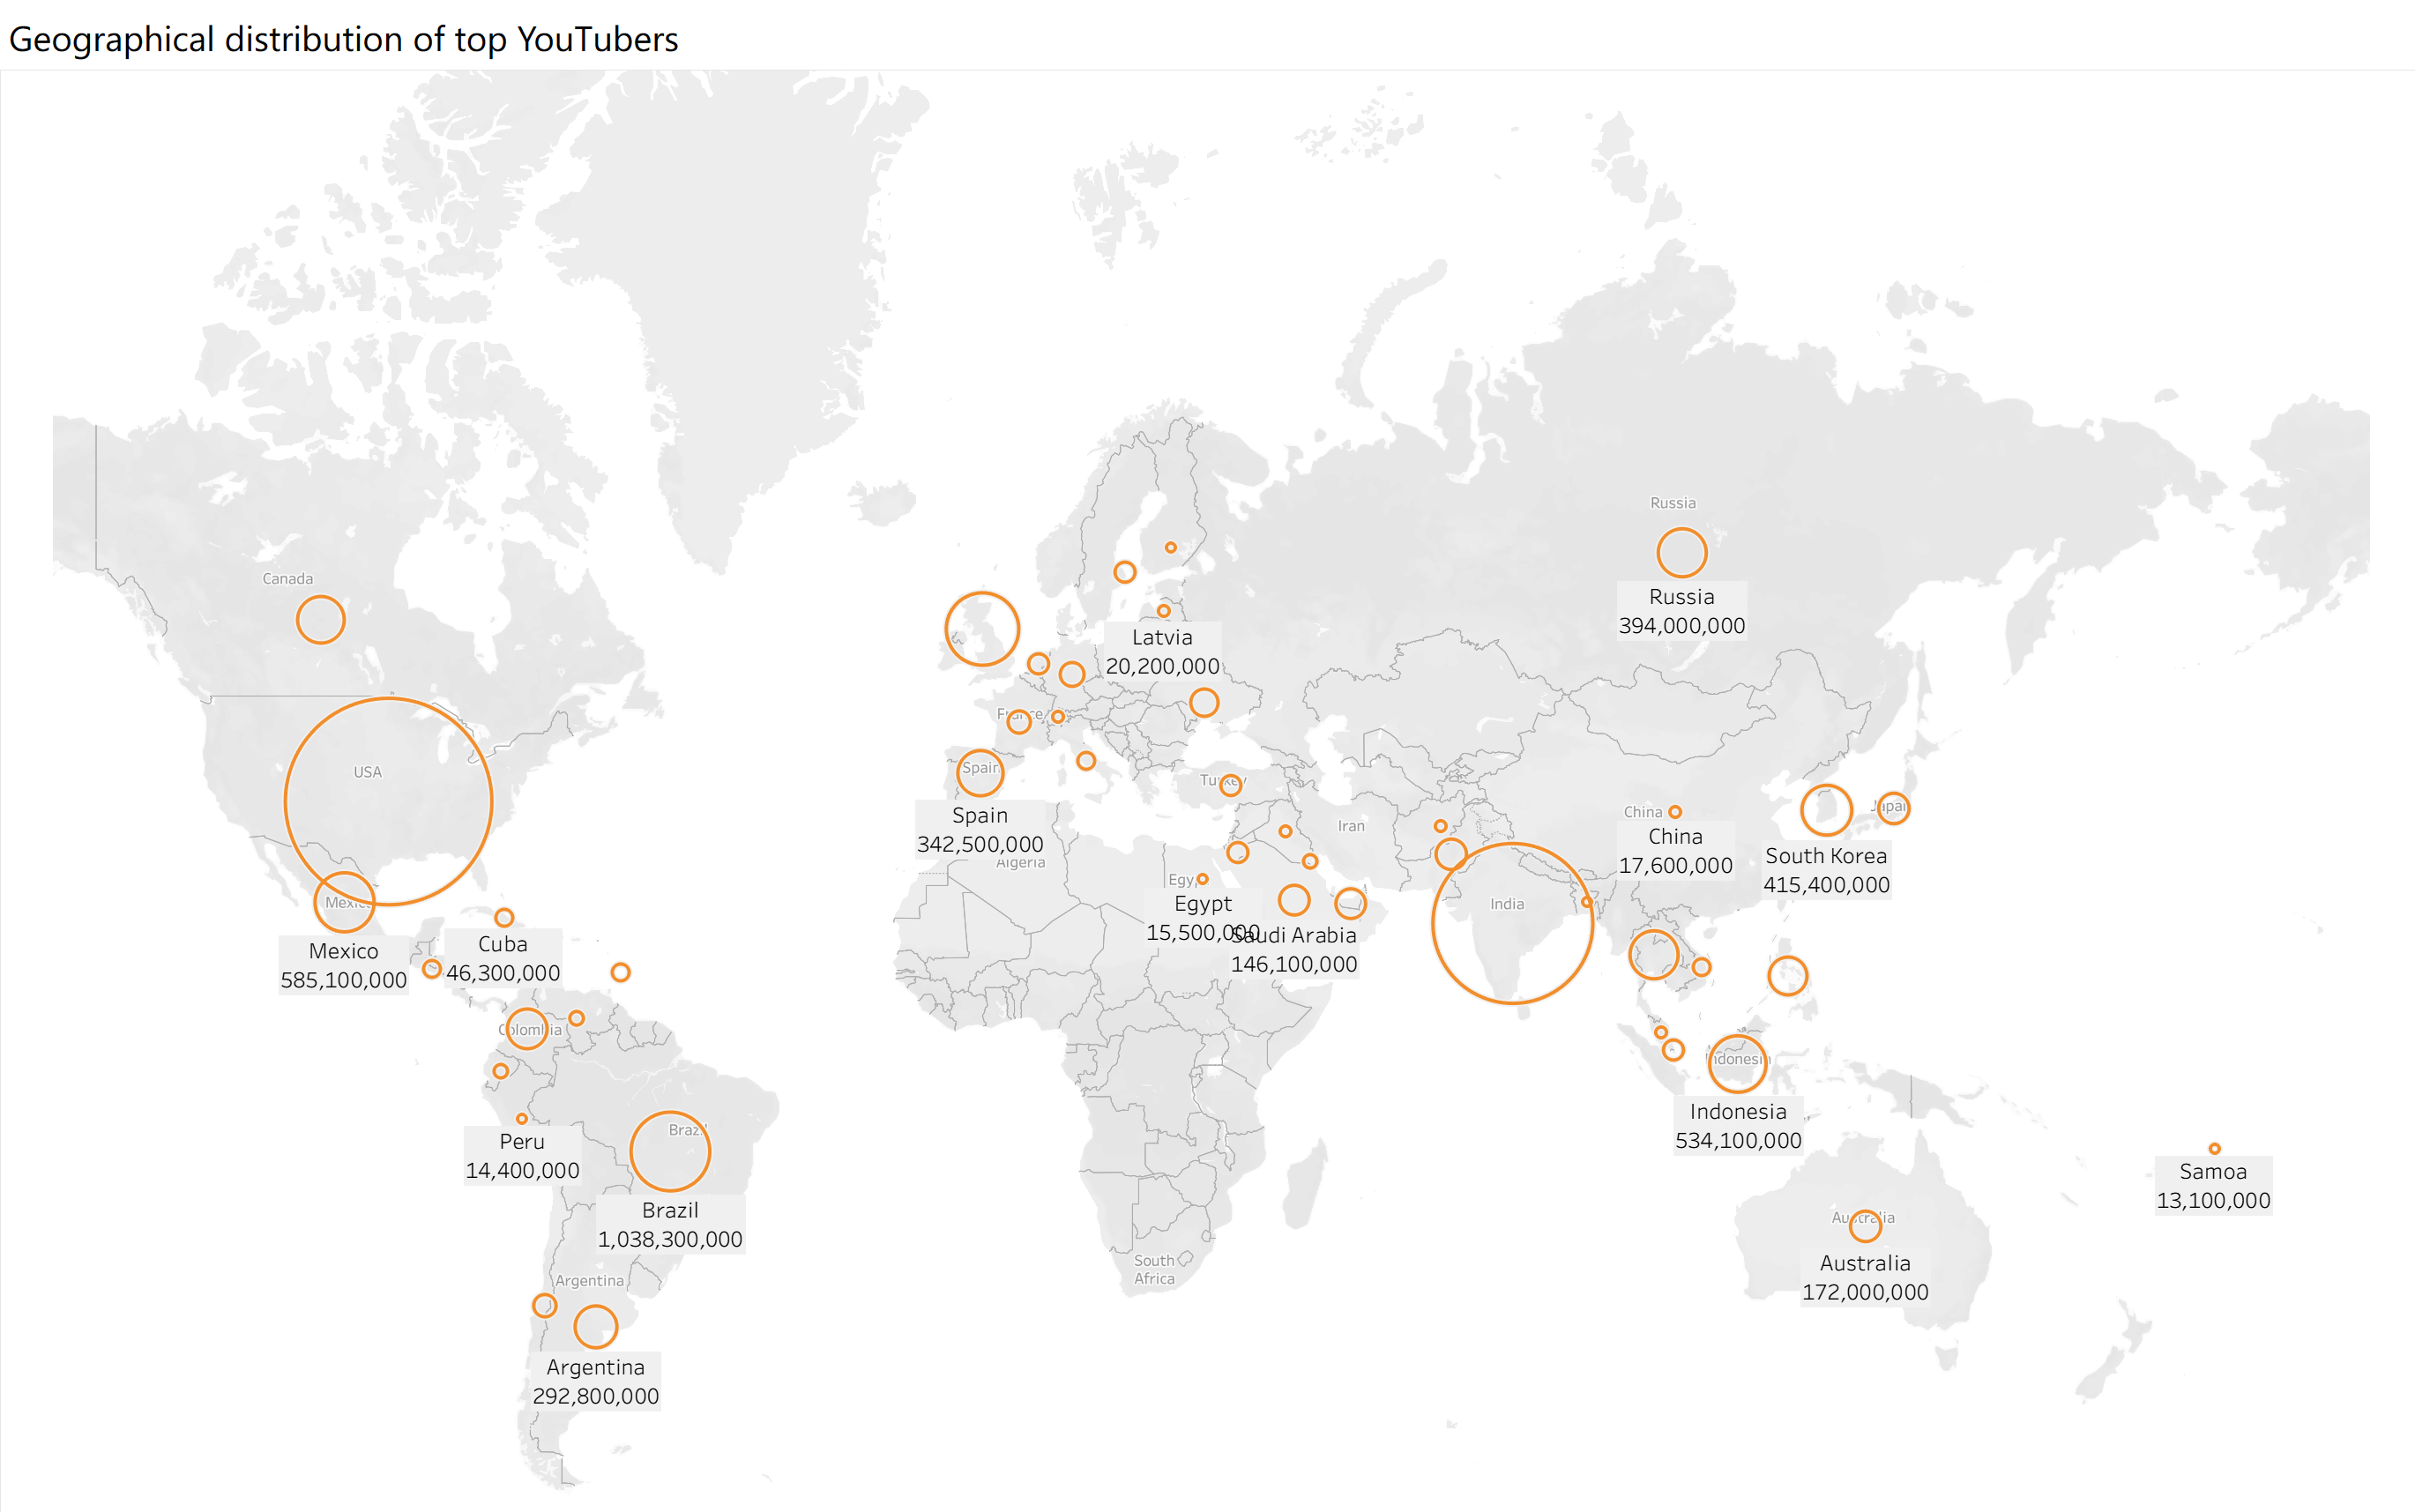 Geographical distribution of top YouTubers
Russia
Russia
394,000,000
Canada
Latvia
20,200,000
France
USA
Spain
Spain
342,500,000
Turkey
Algeria
Iran
China
China
17,600,000
Japan
South Korea
415,400,000
Egypt
Egypt
15,500,000
Saudi Arabia
146,100,000
India
Mexico
Mexico
585,100,000
Cuba
46,300,000
Colombia
Indonesia
Indonesia
534,100,000
Peru
14,400,000
Brazil
Brazil
1,038,300,000
Samoa
13,100,000
Australia
Australia
172,000,000
South
Africa
Argentina
Argentina
292,800,000